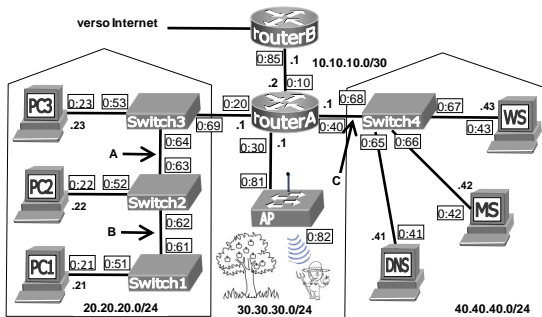 verso Internet
routerB
0:85
.1
10.10.10.0/30
.2
0:10
PC3
0:23
0:53
.23
Switch3
0:20
0:69
.1
routerA
.1
0:40
0:68
Switch4
0:67
.43
0:43
WS
A
0:64
0:63
0:30
.1
C
0:65
0:66
PC2
0:22
0:52
.22
Switch2
0:81
AP
.42
0:42
MS
B
0:62
0:61
0:82
.41
0:41
DNS
PC1
0:21
0:51
.21
Switch1
20.20.20.0/24
30.30.30.0/24
40.40.40.0/24